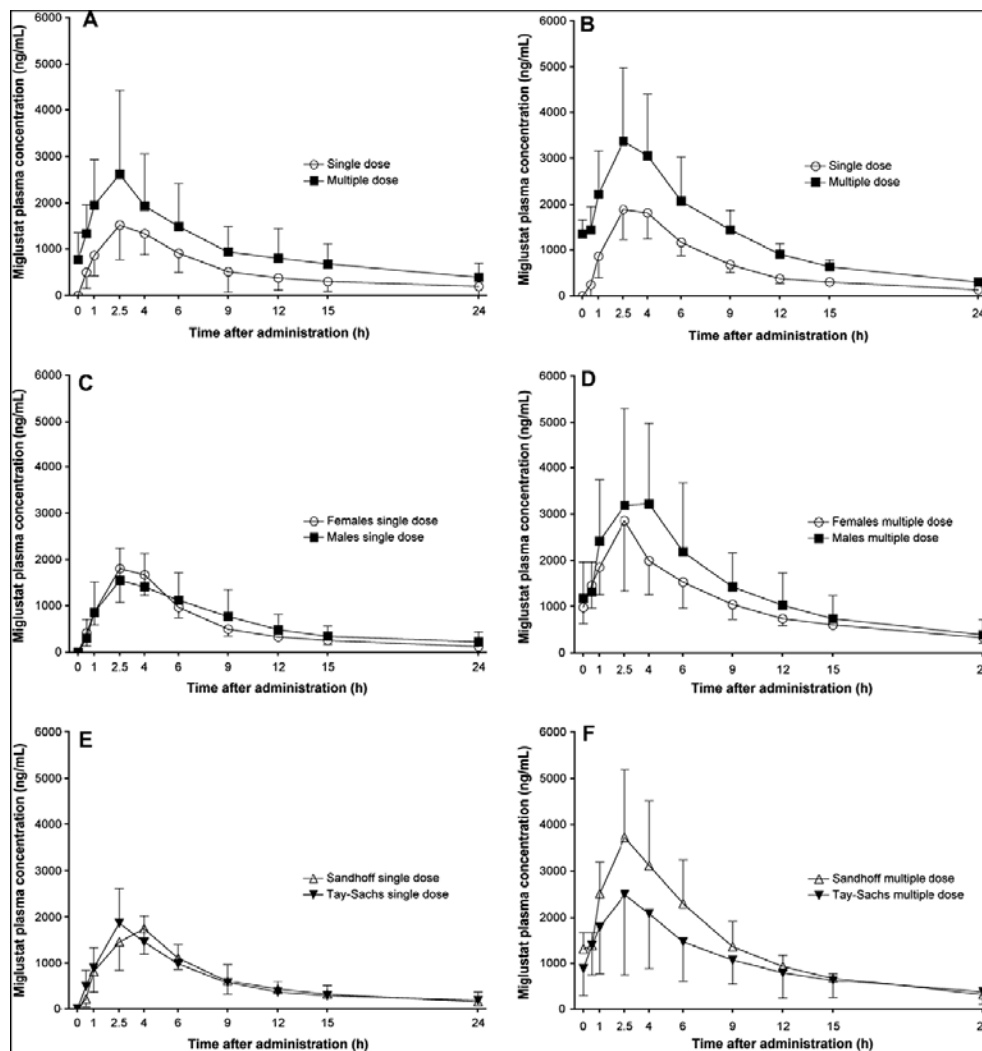 A
Miglustat plasma concentration (ng/mL)
6000
5000
4000
3000
2000
1000
0
Single dose
Multiple dose
0 1 2.5 4 6 9 12 15 24
Time after administration (h)
B
Miglustat plasma concentration (ng/mL)
6000
5000
4000
3000
2000
1000
0
Single dose
Multiple dose
0 1 2.5 4 6 9 12 15 24
Time after administration (h)
C
Miglustat plasma concentration (ng/mL)
6000
5000
4000
3000
2000
1000
0
Females single dose
Males single dose
0 1 2.5 4 6 9 12 15 24
Time after administration (h)
D
Miglustat plasma concentration (ng/mL)
6000
5000
4000
3000
2000
1000
0
Females multiple dose
Males multiple dose
0 1 2.5 4 6 9 12 15
Time after administration (h)
E
Miglustat plasma concentration (ng/mL)
6000
5000
4000
3000
2000
1000
0
Sandhoff single dose
Tay-Sachs single dose
0 1 2.5 4 6 9 12 15 24
Time after administration (h)
F
Miglustat plasma concentration (ng/mL)
6000
5000
4000
3000
2000
1000
0
Sandhoff multiple dose
Tay-Sachs multiple dose
0 1 2.5 4 6 9 12 15
Time after administration (h)